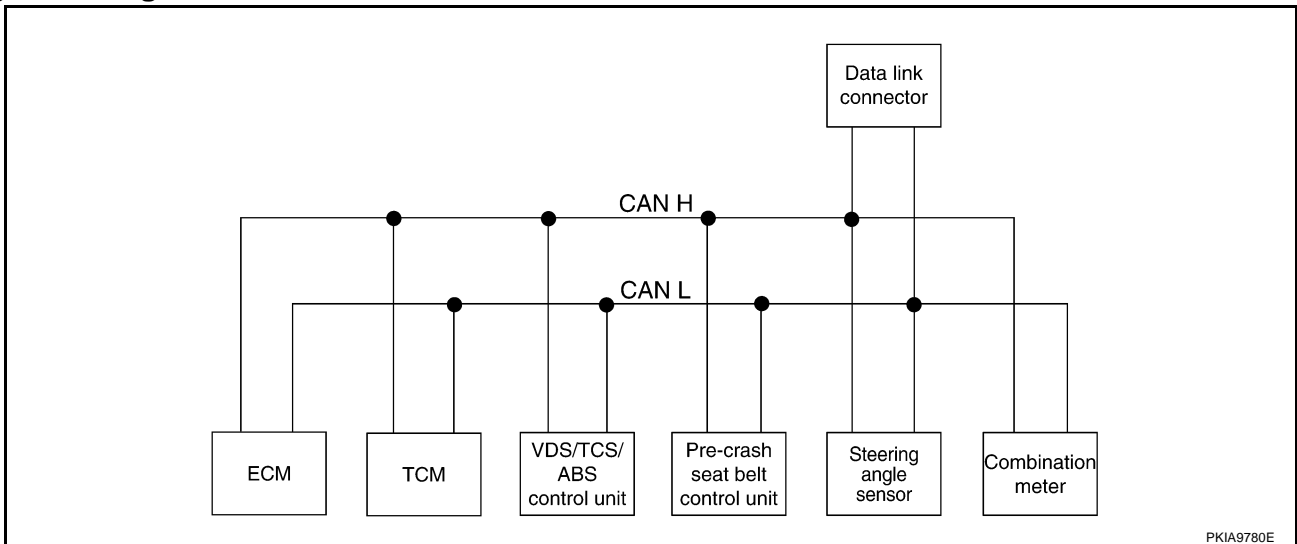 Data link
connector
CAN H
CAN L
ECM
TCM
VDS/TCS/
ABS
control unit
Pre-crash
seat belt
control unit
Steering
angle
sensor
Combination
meter
PKIA9780E